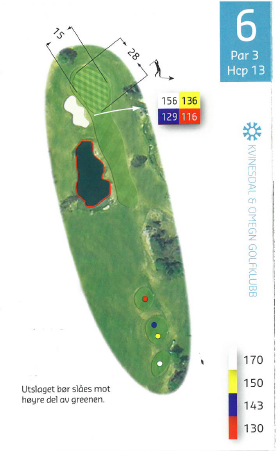 6
Par 3
Hcp 13
15
28
156 136
129 116
KVINESDAL & OMEGN GOLFKLUBB
Utslaget bør slåes mot
høyre del av greenen.
170
150
143
130